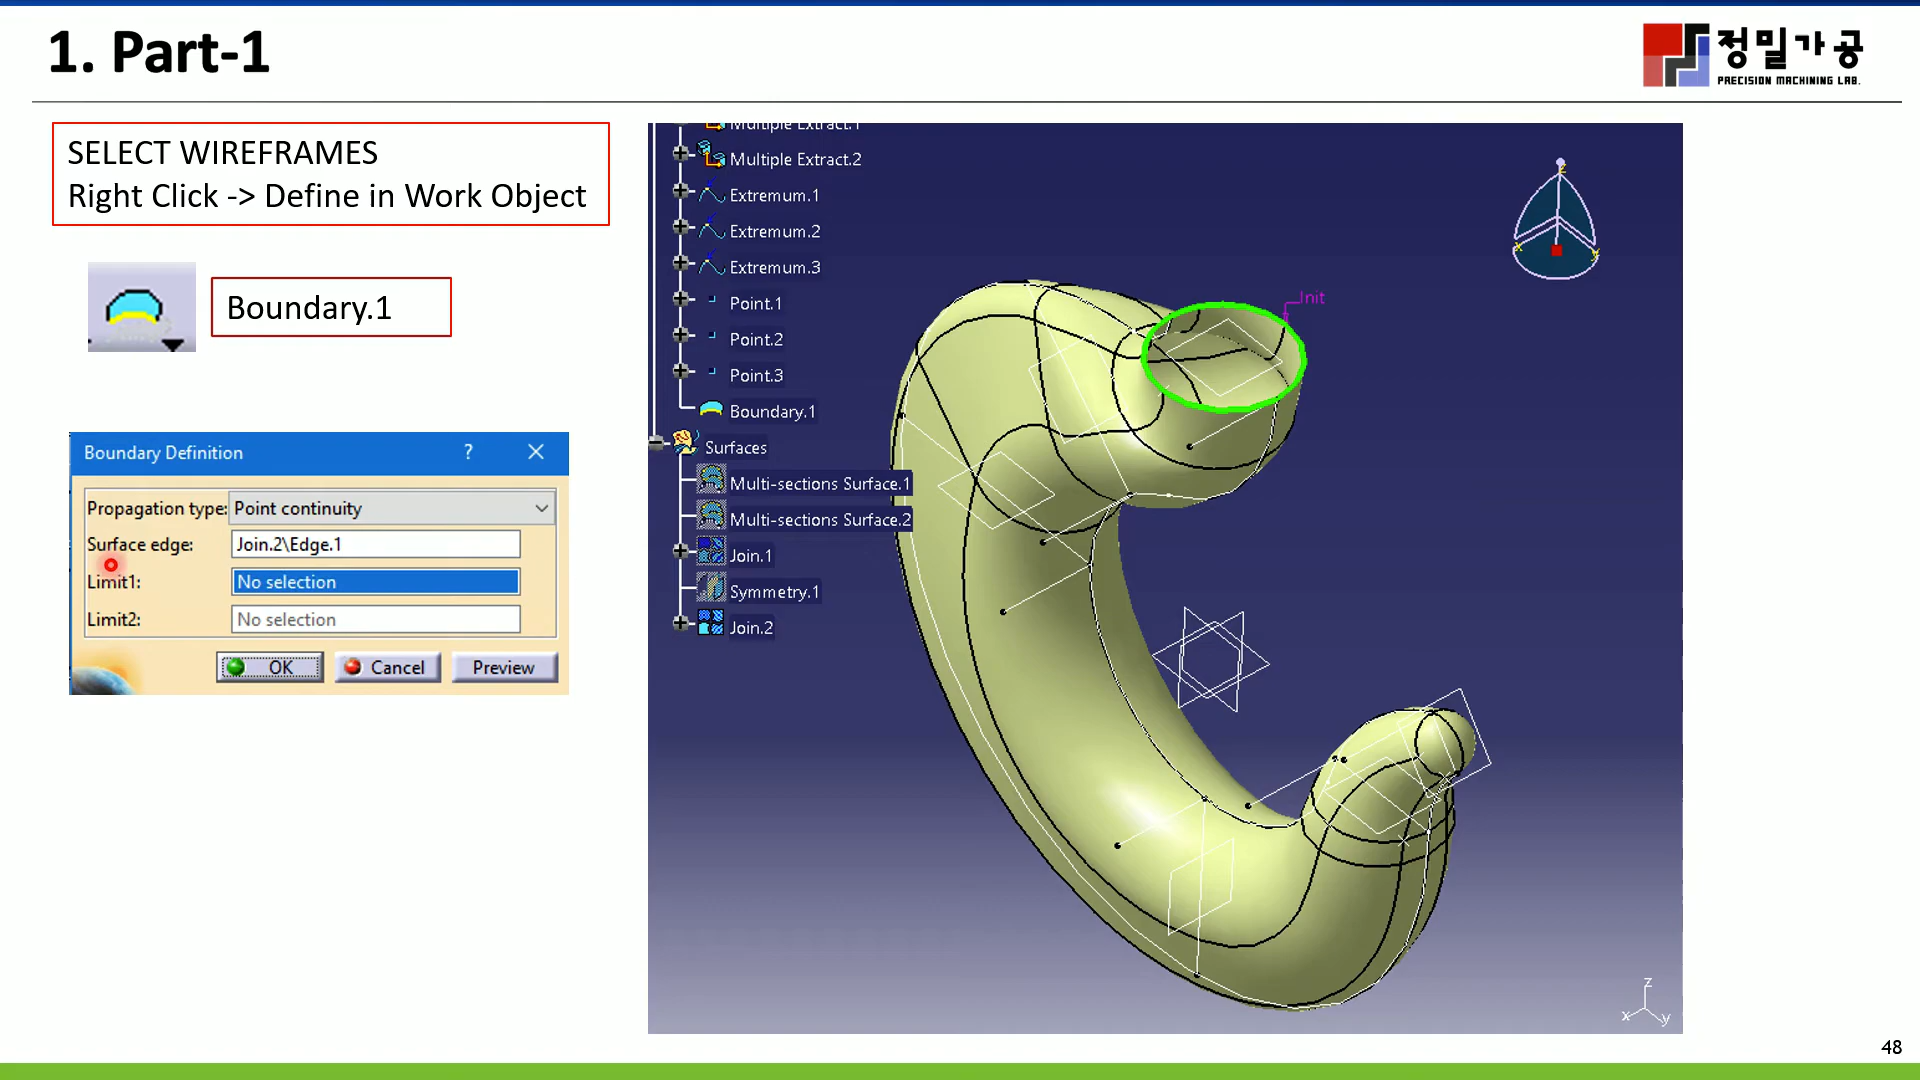 1. Part-1
정밀가공
PRECISION MACHINING LAB.
SELECT WIREFRAMES
Right Click -> Define in Work Object
Boundary.1
Boundary Definition
?
Propagation type: Point continuity
Surface edge: Join.2\Edge.1
Limit1: No selection
Limit2: No selection
OK Cancel Preview
Multiple Extract.1
Multiple Extract.2
Extremum.1
Extremum.2
Extremum.3
Point.1
Point.2
Point.3
Boundary.1
Surfaces
Multi-sections Surface.1
Multi-sections Surface.2
Join.1
Symmetry.1
Join.2
Init
z
x
y
z
x y
48